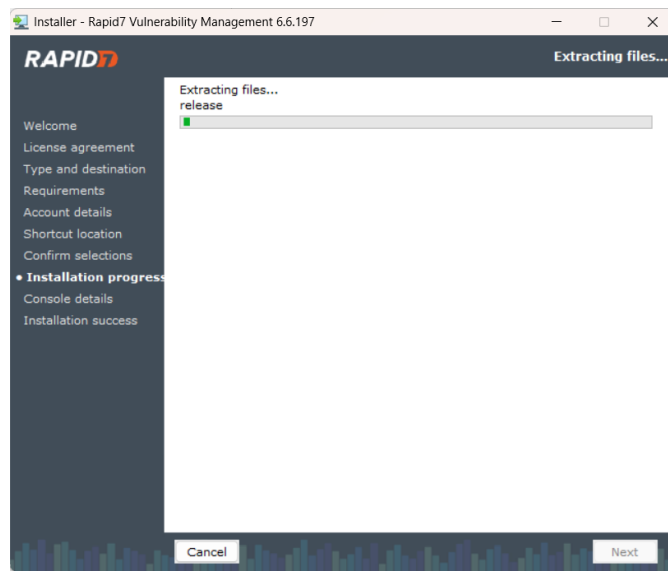 Installer - Rapid7 Vulnerability Management 6.6.197
RAPID7
Extracting files...
Extracting files...
release
Welcome
License agreement
Type and destination
Requirements
Account details
Shortcut location
Confirm selections
• Installation progress
Console details
Installation success
Cancel
Next